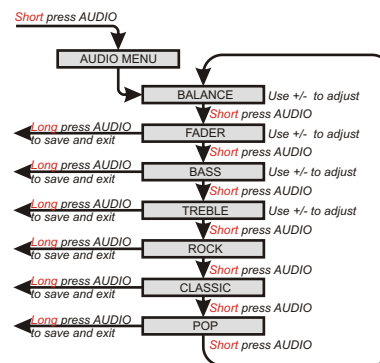 Short press AUDIO
AUDIO MENU
BALANCE Use +/- to adjust
Short press AUDIO
Long press AUDIO
to save and exit
FADER Use +/- to adjust
Short press AUDIO
Long press AUDIO
to save and exit
BASS Use +/- to adjust
Short press AUDIO
Long press AUDIO
to save and exit
TREBLE Use +/- to adjust
Short press AUDIO
Long press AUDIO
to save and exit
ROCK
Short press AUDIO
Long press AUDIO
to save and exit
CLASSIC
Short press AUDIO
Long press AUDIO
to save and exit
POP
Short press AUDIO